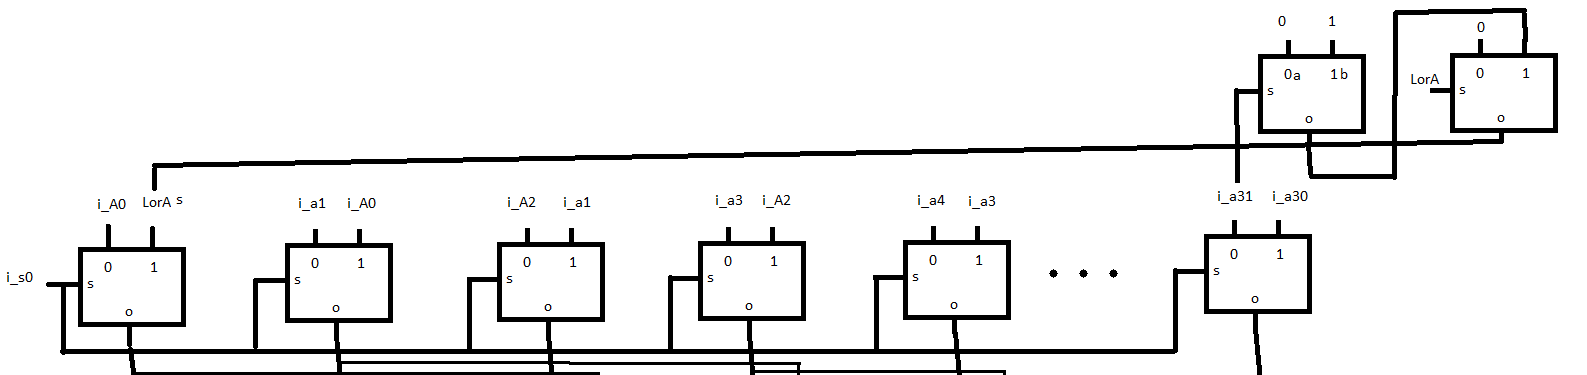 0 1
0
0a 1b
0 1
LorA
s
s
o
o
i_A0 LorA s
i_a1 i_A0
i_A2 i_a1
i_a3 i_A2
i_a4 i_a3
i_a31 i_a30
i_s0
0 1
s
o
0 1
s
o
0 1
s
o
0 1
s
o
0 1
s
o
0 1
s
o